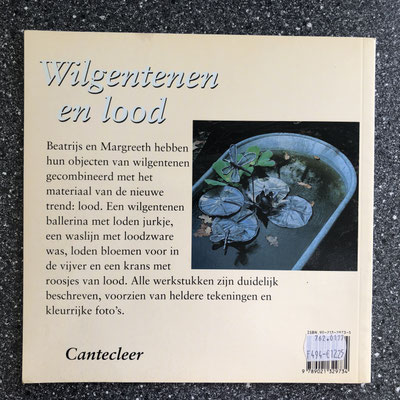 Wilgentenen
en lood
Beatrijs en Margreeth hebben
hun objecten van wilgentenen
gecombineerd met het
materiaal van de nieuwe
trend: lood. Een wilgentenen
ballerina met loden jurkje,
een waslijn met loodzware
was, loden bloemen voor in
de vijver en een krans met
roosjes van lood. Alle werkstukken zijn duidelijk
beschreven, voorzien van heldere tekeningen en
kleurrijke foto's.
Cantecleer
9 789021 329734